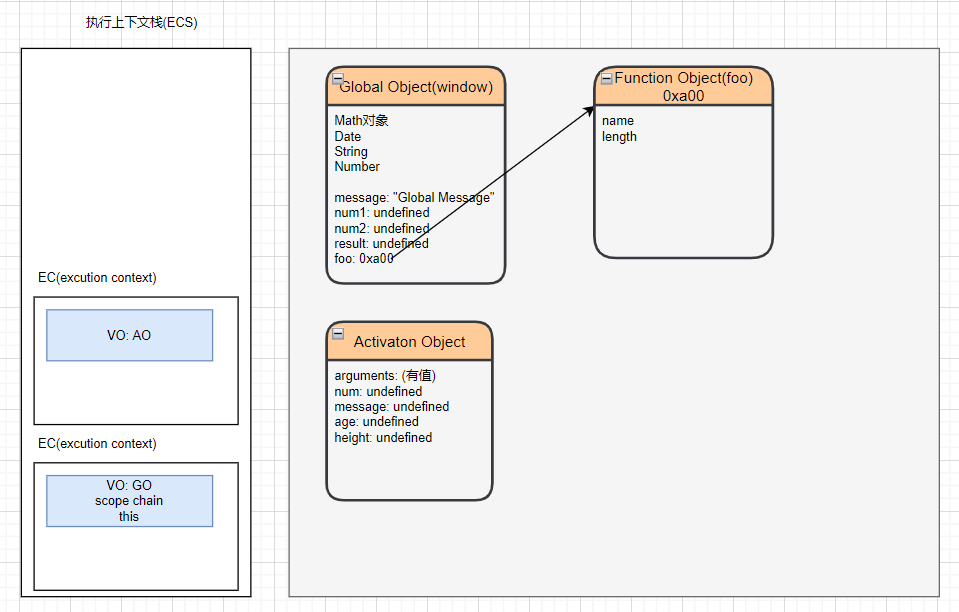 执行上下文栈(ECS)
Global Object(window)
Math对象
Date
String
Number
message: "Global Message"
num1: undefined
num2: undefined
result: undefined
foo: 0xa00
Function Object(foo)
0xa00
name
length
EC(excution context)
VO: AO
Activaton Object
arguments: (有值)
num: undefined
message: undefined
age: undefined
height: undefined
EC(excution context)
VO: GO
scope chain
this